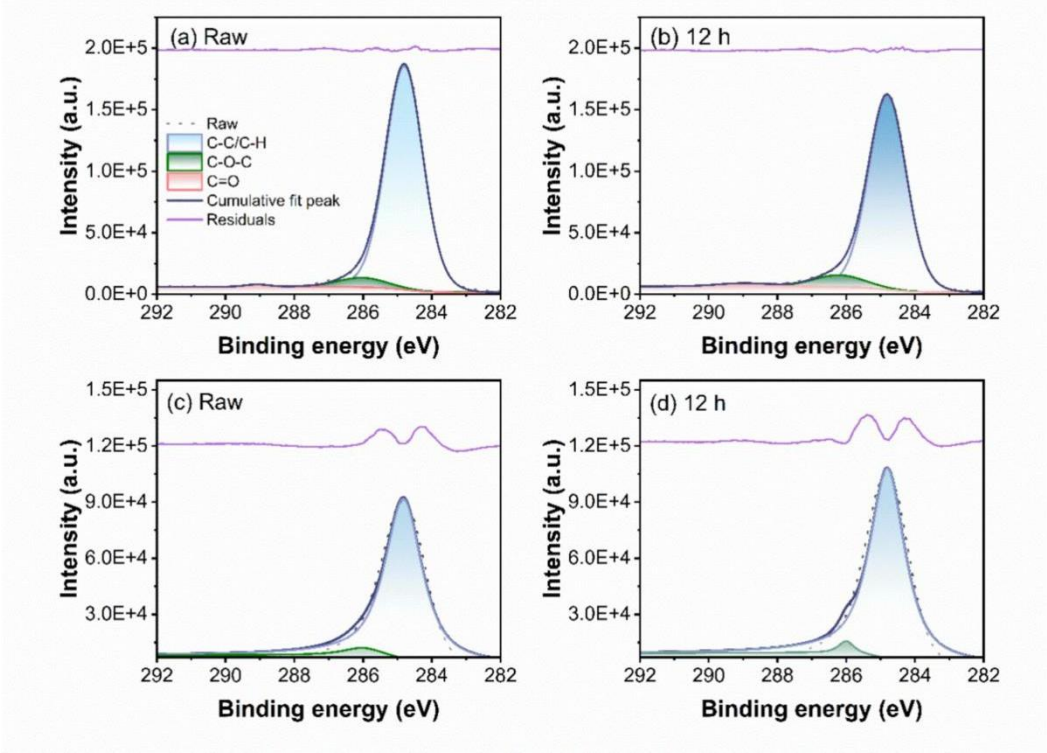 (a) Raw
2.0E+5
1.5E+5
1.0E+5
5.0E+4
0.0E+0
Intensity (a.u.)
Raw
C-C/C-H
C-O-C
C=O
Cumulative fit peak
Residuals
292 290 288 286 284 282
Binding energy (eV)
(b) 12 h
2.0E+5
1.5E+5
1.0E+5
5.0E+4
0.0E+0
Intensity (a.u.)
292 290 288 286 284 282
Binding energy (eV)
(c) Raw
1.5E+5
1.2E+5
9.0E+4
6.0E+4
3.0E+4
Intensity (a.u.)
292 290 288 286 284 282
Binding energy (eV)
(d) 12 h
1.5E+5
1.2E+5
9.0E+4
6.0E+4
3.0E+4
Intensity (a.u.)
292 290 288 286 284 282
Binding energy (eV)